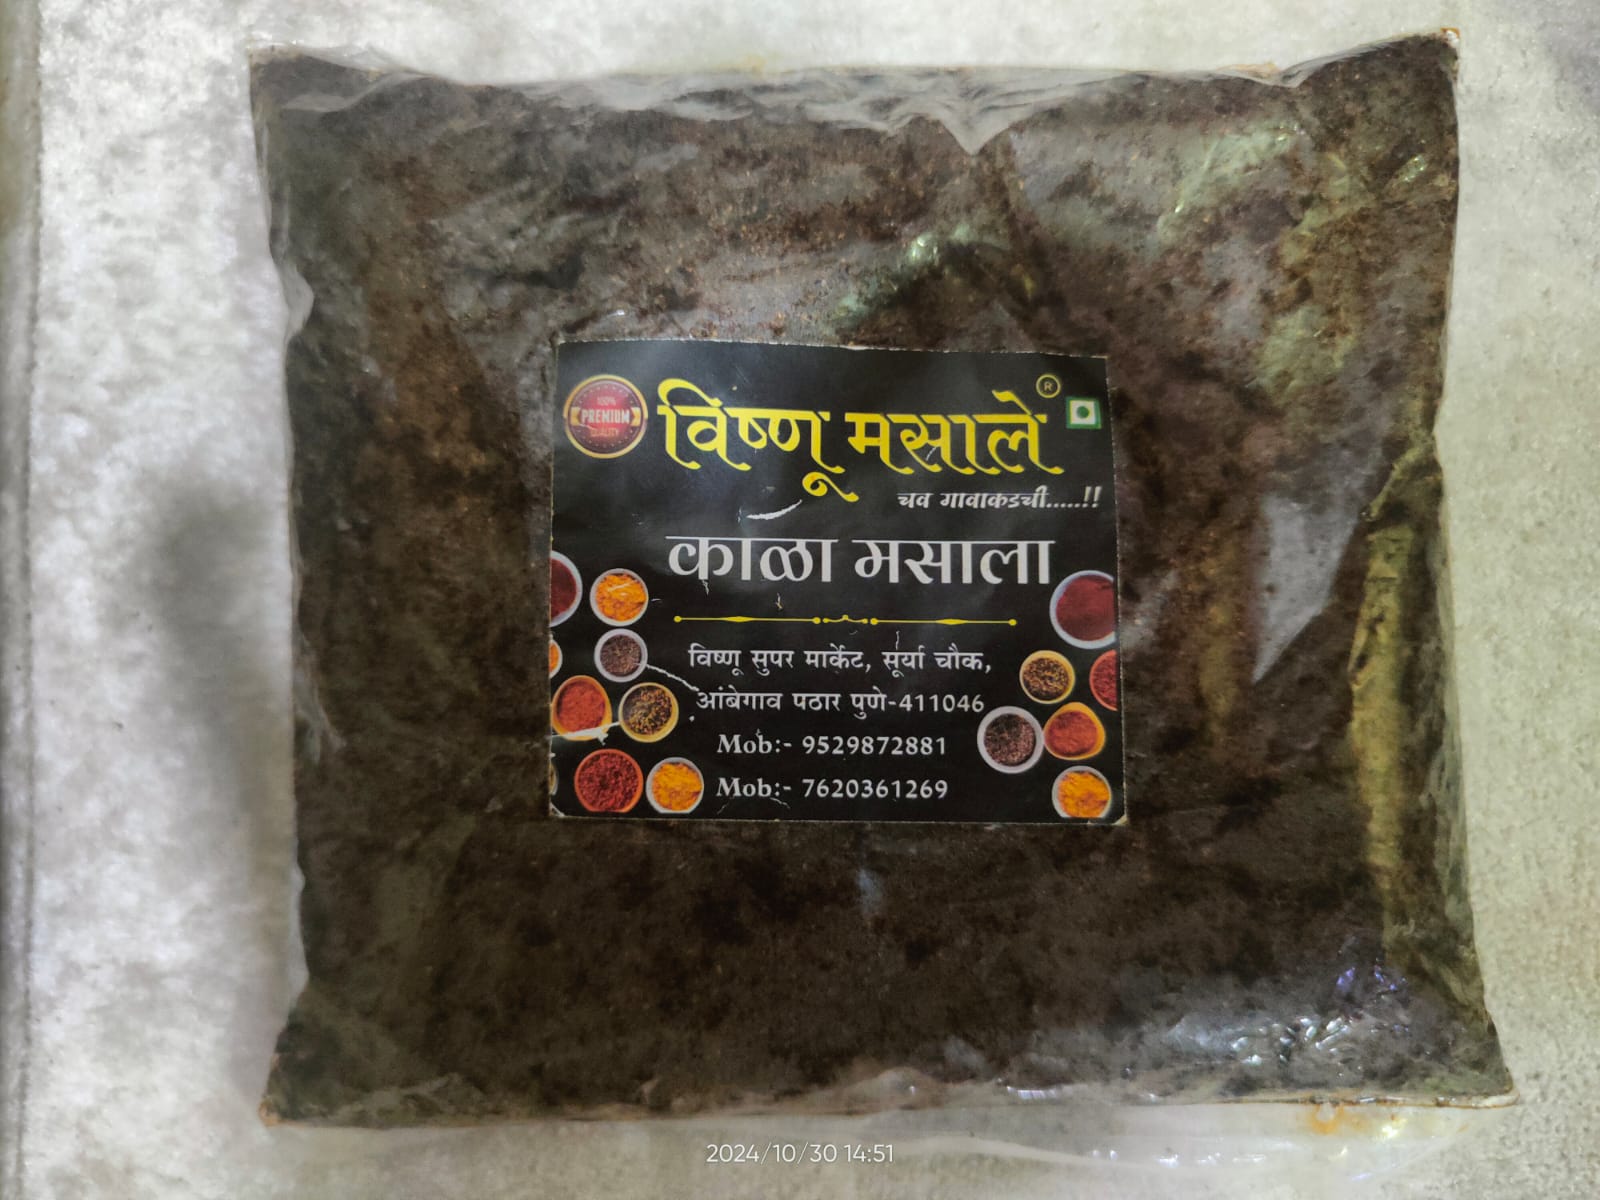 100%
PREMIUM
QUALITY
विष्णू मसाले ®
चव गावाकडची.....!!
काळा मसाला
विष्णू सुपर मार्केट, सूर्या चौक,
आंबेगाव पठार पुणे-411046
Mob:- 9529872881
Mob:- 7620361269
2024/10/30 14:51